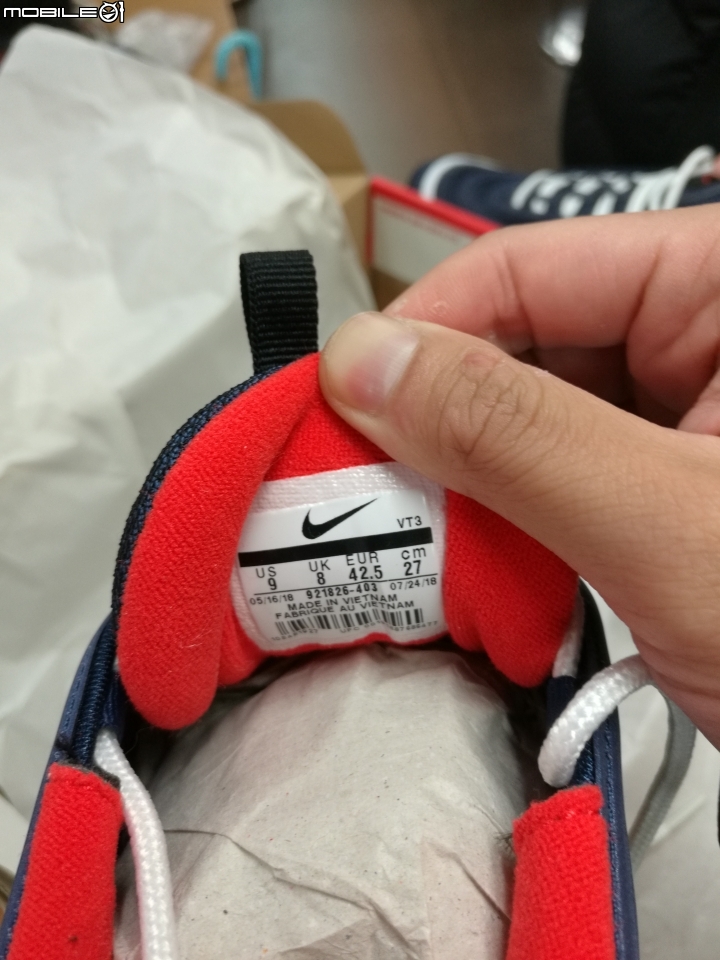 MOBILE01
VT3
US UK EUR cm
9 8 42.5 27
05/16/18 921826-403 07/24/18
MADE IN VIETNAM
FABRIQUE AU VIETNAM
UPC